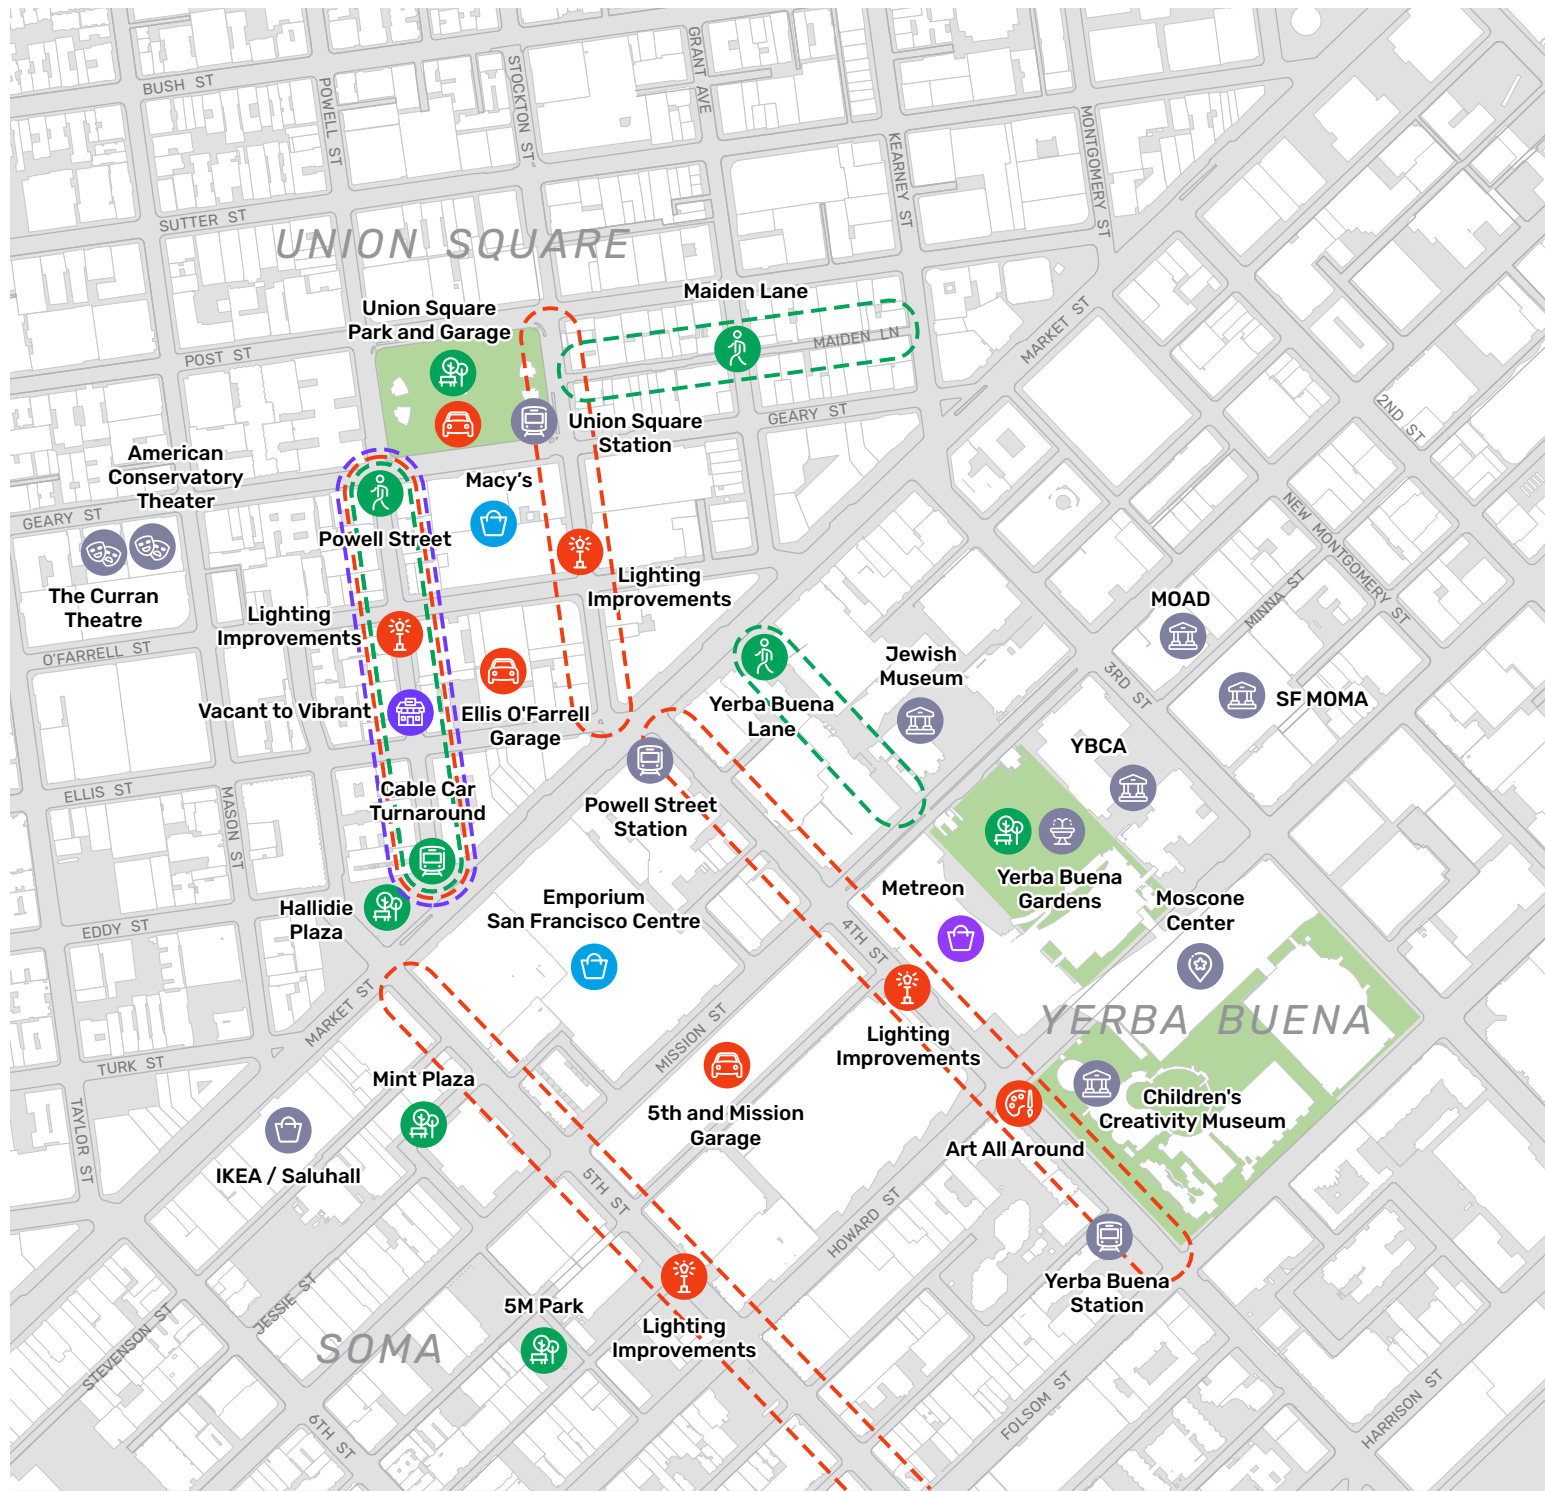 BUSH ST
POWELL ST
STOCKTON ST
GRANT AVE
KEARNEY ST
MONTGOMERY ST
SUTTER ST
UNION SQUARE
Maiden Lane
Union Square
Park and Garage
MAIDEN LN
MARKET ST
POST ST
GEARY ST
2ND ST
Union Square
Station
American
Conservatory
Theater
Macy's
GEARY ST
NEW MONTGOMERY ST
Powell Street
The Curran
Theatre
Lighting
Improvements
Lighting
Improvements
MOAD
MINNA ST
O'FARRELL ST
Jewish
Museum
3RD ST
SF MOMA
Vacant to Vibrant
Ellis O'Farrell
Garage
Yerba Buena
Lane
YBCA
ELLIS ST
MASON ST
Cable Car
Turnaround
Powell Street
Station
Emporium
San Francisco Centre
Metreon
Yerba Buena
Gardens
Moscone
Center
Hallidie
Plaza
EDDY ST
4TH ST
MARKET ST
MISSION ST
YERBA BUENA
Lighting
Improvements
TURK ST
Mint Plaza
TAYLOR ST
5th and Mission
Garage
Children's
Creativity Museum
Art All Around
IKEA / Saluhall
5TH ST
HOWARD ST
Yerba Buena
Station
5M Park
JESSIE ST
STEVENSON ST
SOMA
Lighting
Improvements
6TH ST
FOLSOM ST
HARRISON ST